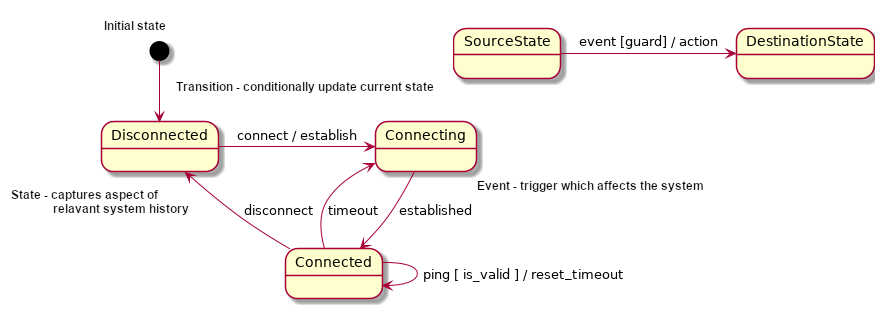 Initial state
SourceState
event [guard] / action
DestinationState
Transition - conditionally update current state
Disconnected
connect / establish
Connecting
State - captures aspect of
relavant system history
Event - trigger which affects the system
disconnect
timeout
established
Connected
ping [ is_valid ] / reset_timeout